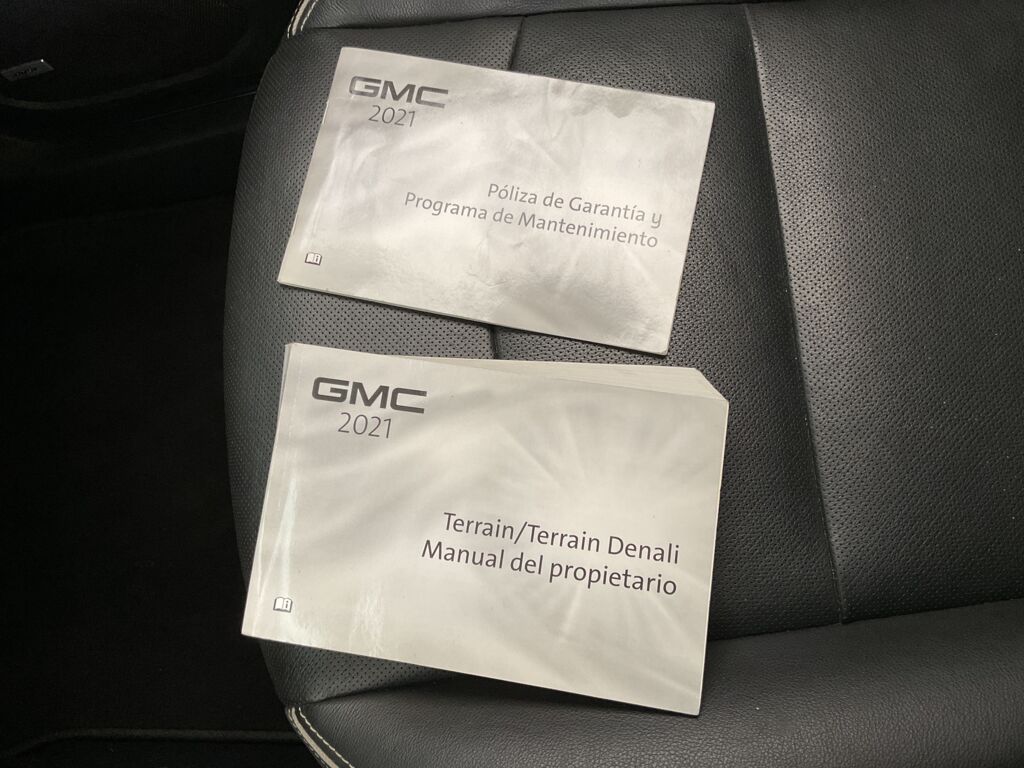 GMC
2021
Póliza de Garantía y
Programa de Mantenimiento
GMC
2021
Terrain/Terrain Denali
Manual del propietario